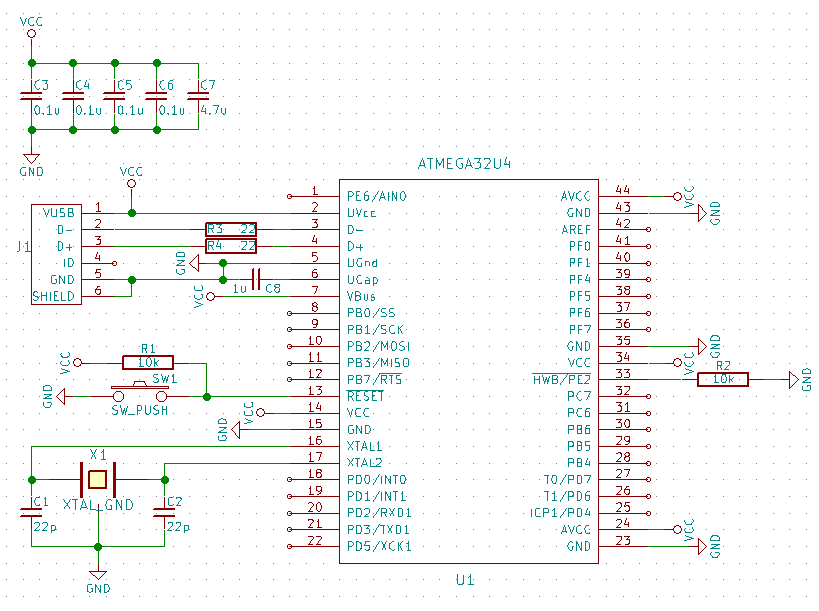 VCC
C3 C4 C5 C6 C7
0.1u 0.1u 0.1u 0.1u 4.7u
GND
ATMEGA32U4
VCC
J1
VUSB 1
D- 2
D+ 3
ID 4
GND 5
SHIELD 6
R3 22
R4 22
GND
1u C8
VCC
R1
VCC 10k
SW1
GND
SW_PUSH
VCC
GND
X1
C1 C2
XTAL_GND
22p 22p
GND
1 PE6/AIN0
2 UVcc
3 D-
4 D+
5 UGnd
6 UCap
7 VBus
8 PB0/SS
9 PB1/SCK
10 PB2/MOSI
11 PB3/MISO
12 PB7/RTS
13 RESET
14 VCC
15 GND
16 XTAL1
17 XTAL2
18 PD0/INT0
19 PD1/INT1
20 PD2/RXD1
21 PD3/TXD1
22 PD5/XCK1
AVCC 44 VCC
GND 43 GND
AREF 42
PF0 41
PF1 40
PF4 39
PF5 38
PF6 37
PF7 36
GND 35 GND
VCC 34 VCC
HWB/PE2 33
R2
10k
GND
PC7 32
PC6 31
PB6 30
PB5 29
PB4 28
T0/PD7 27
T1/PD6 26
ICP1/PD4 25
AVCC 24 VCC
GND 23 GND
U1